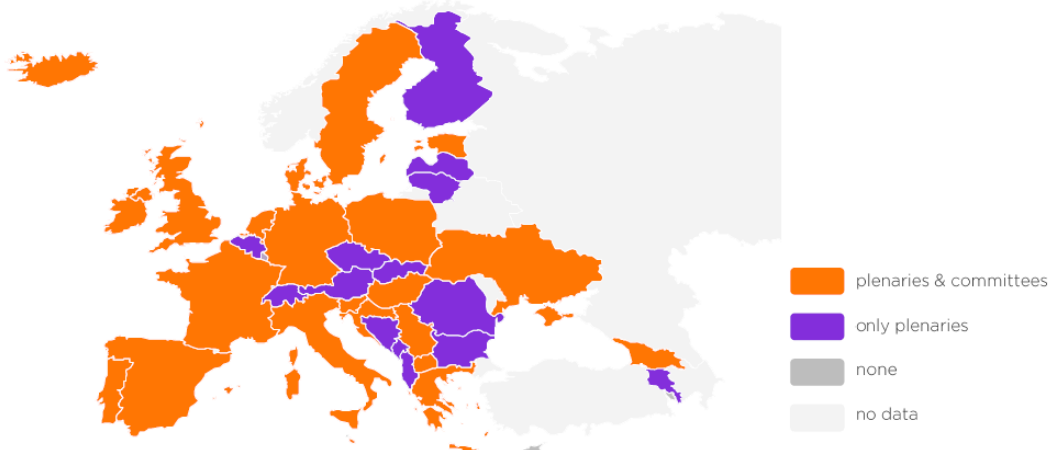 plenaries & committees
only plenaries
none
no data